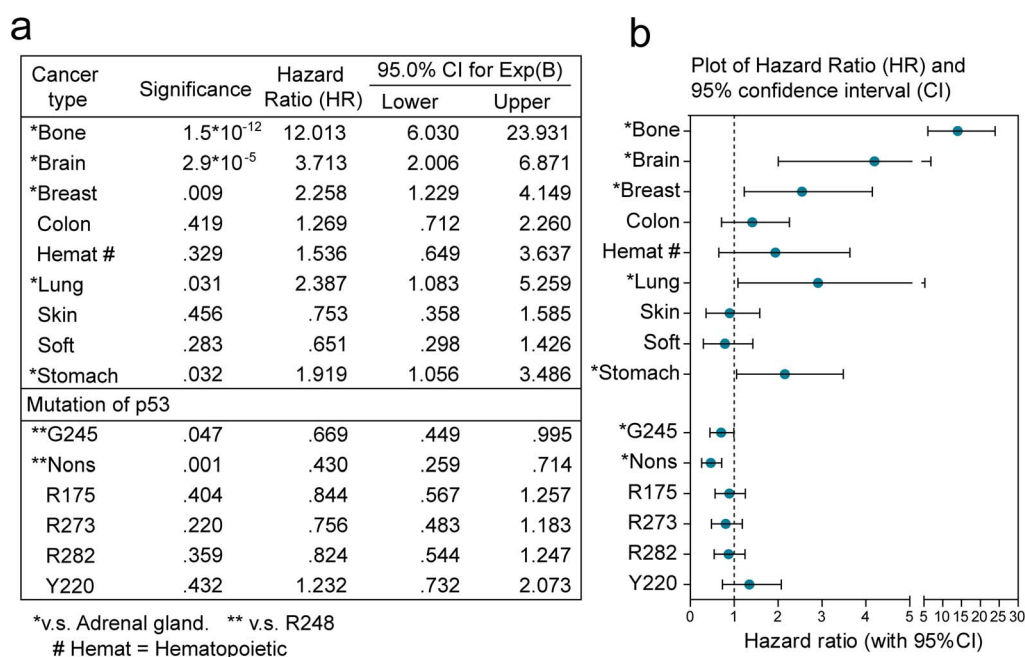 a
Cancer type Significance Hazard Ratio (HR) 95.0% CI for Exp(B)
Lower Upper
*Bone 1.5*10-12 12.013 6.030 23.931
*Brain 2.9*10-5 3.713 2.006 6.871
*Breast .009 2.258 1.229 4.149
Colon .419 1.269 .712 2.260
Hemat # .329 1.536 .649 3.637
*Lung .031 2.387 1.083 5.259
Skin .456 .753 .358 1.585
Soft .283 .651 .298 1.426
*Stomach .032 1.919 1.056 3.486
Mutation of p53
**G245 .047 .669 .449 .995
**Nons .001 .430 .259 .714
R175 .404 .844 .567 1.257
R273 .220 .756 .483 1.183
R282 .359 .824 .544 1.247
Y220 .432 1.232 .732 2.073
*v.s. Adrenal gland. ** v.s. R248
# Hemat = Hematopoietic
b
Plot of Hazard Ratio (HR) and
95% confidence interval (CI)
*Bone
*Brain
*Breast
Colon
Hemat #
*Lung
Skin
Soft
*Stomach
*G245
*Nons
R175
R273
R282
Y220
0 1 2 3 4 5 5 10 15 20 25 30
Hazard ratio (with 95%CI)